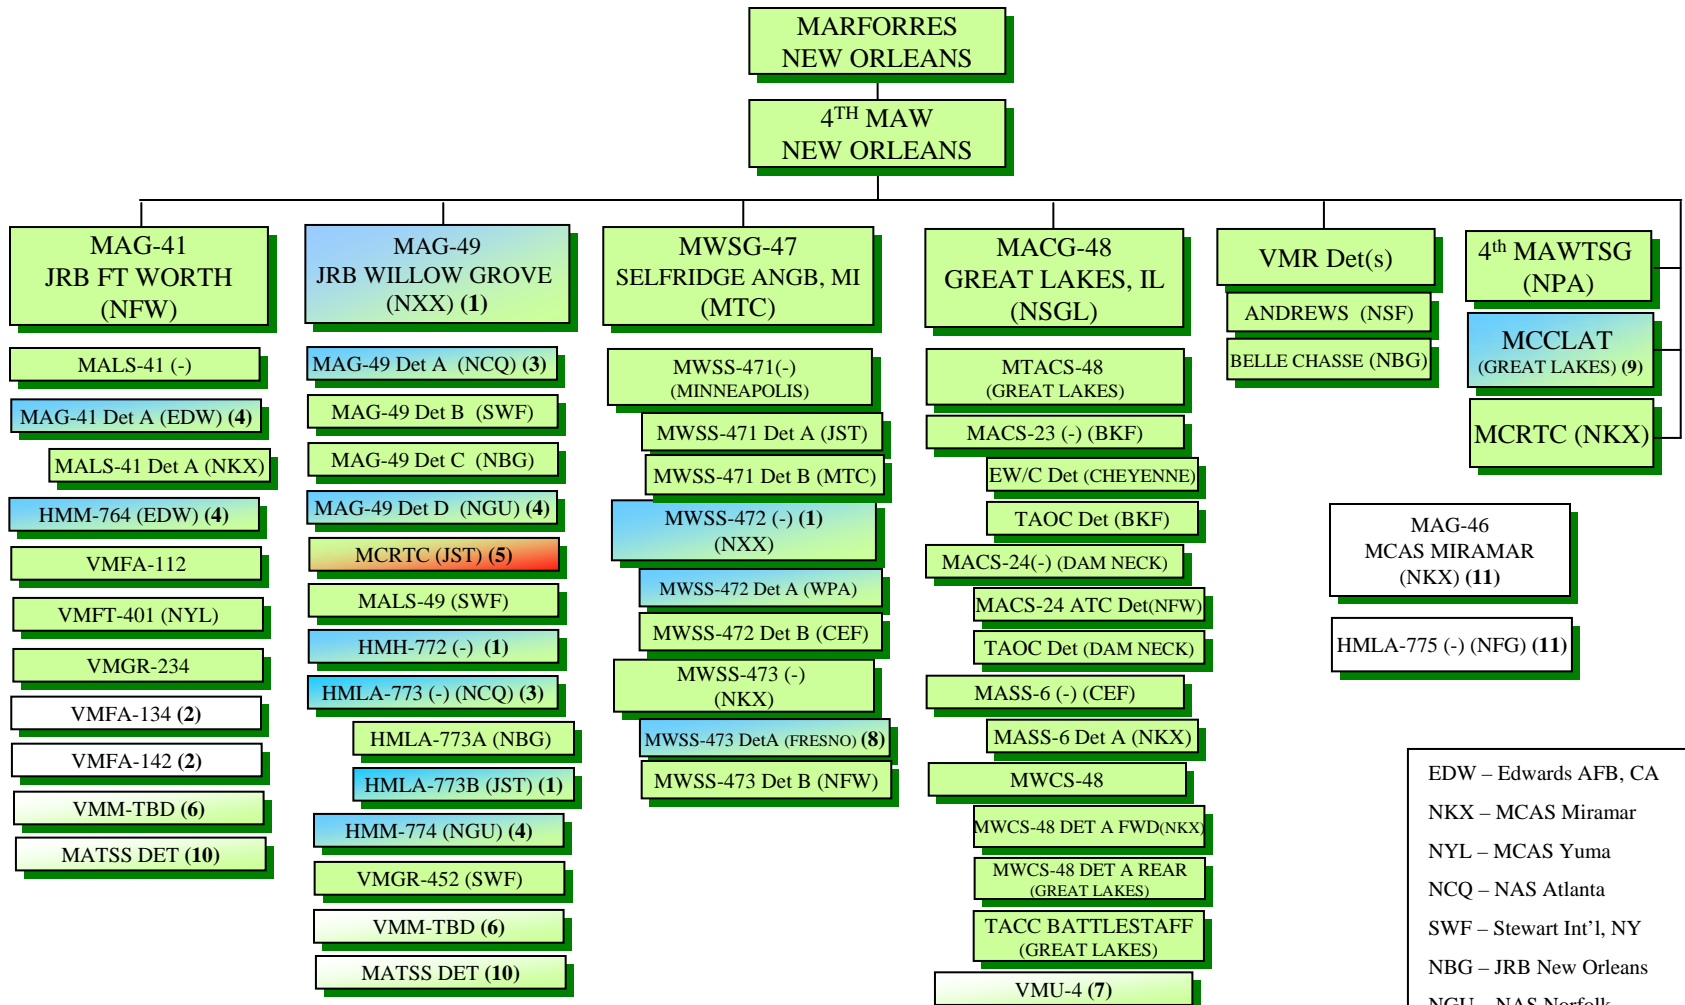 MARFORRES
NEW ORLEANS
4TH MAW
NEW ORLEANS
MAG-41
JRB FT WORTH
(NFW)
MALS-41 (-)
MAG-41 Det A (EDW) (4)
MALS-41 Det A (NKX)
HMM-764 (EDW) (4)
VMFA-112
VMFT-401 (NYL)
VMGR-234
VMFA-134 (2)
VMFA-142 (2)
VMM-TBD (6)
MATSS DET (10)
MAG-49
JRB WILLOW GROVE
(NXX) (1)
MAG-49 Det A (NCQ) (3)
MAG-49 Det B (SWF)
MAG-49 Det C (NBG)
MAG-49 Det D (NGU) (4)
MCRTC (JST) (5)
MALS-49 (SWF)
HMH-772 (-) (1)
HMLA-773 (-) (NCQ) (3)
HMLA-773A (NBG)
HMLA-773B (JST) (1)
HMM-774 (NGU) (4)
VMGR-452 (SWF)
VMM-TBD (6)
MATSS DET (10)
MWSG-47
SELFRIDGE ANGB, MI
(MTC)
MWSS-471(-)
(MINNEAPOLIS)
MWSS-471 Det A (JST)
MWSS-471 Det B (MTC)
MWSS-472 (-) (1)
(NXX)
MWSS-472 Det A (WPA)
MWSS-472 Det B (CEF)
MWSS-473 (-)
(NKX)
MWSS-473 DetA (FRESNO) (8)
MWSS-473 Det B (NFW)
MACG-48
GREAT LAKES, IL
(NSGL)
MTACS-48
(GREAT LAKES)
MACS-23 (-) (BKF)
EW/C Det (CHEYENNE)
TAOC Det (BKF)
MACS-24(-) (DAM NECK)
MACS-24 ATC Det(NFW)
TAOC Det (DAM NECK)
MASS-6 (-) (CEF)
MASS-6 Det A (NKX)
MWCS-48
MWCS-48 DET A FWD(NKX)
MWCS-48 DET A REAR
(GREAT LAKES)
TACC BATTLESTAFF
(GREAT LAKES)
VMU-4 (7)
VMR Det(s)
ANDREWS (NSF)
BELLE CHASSE (NBG)
4th MAWTSG
(NPA)
MCCLAT
(GREAT LAKES) (9)
MCRTC (NKX)
MAG-46
MCAS MIRAMAR
(NKX) (11)
HMLA-775 (-) (NFG) (11)
EDW – Edwards AFB, CA
NKX – MCAS Miramar
NYL – MCAS Yuma
NCQ – NAS Atlanta
SWF – Stewart Int’l, NY
NBG – JRB New Orleans
NGU – NAS Norfolk